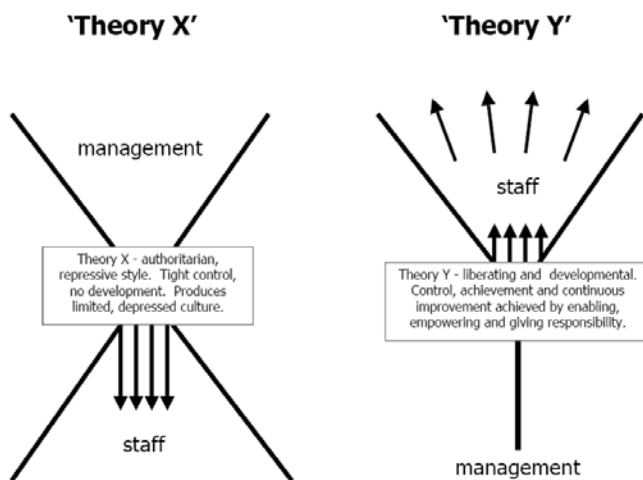 'Theory X'
management
Theory X - authoritarian,
repressive style. Tight control,
no development. Produces
limited, depressed culture.
staff
'Theory Y'
staff
Theory Y - liberating and developmental.
Control, achievement and continuous
improvement achieved by enabling,
empowering and giving responsibility.
management